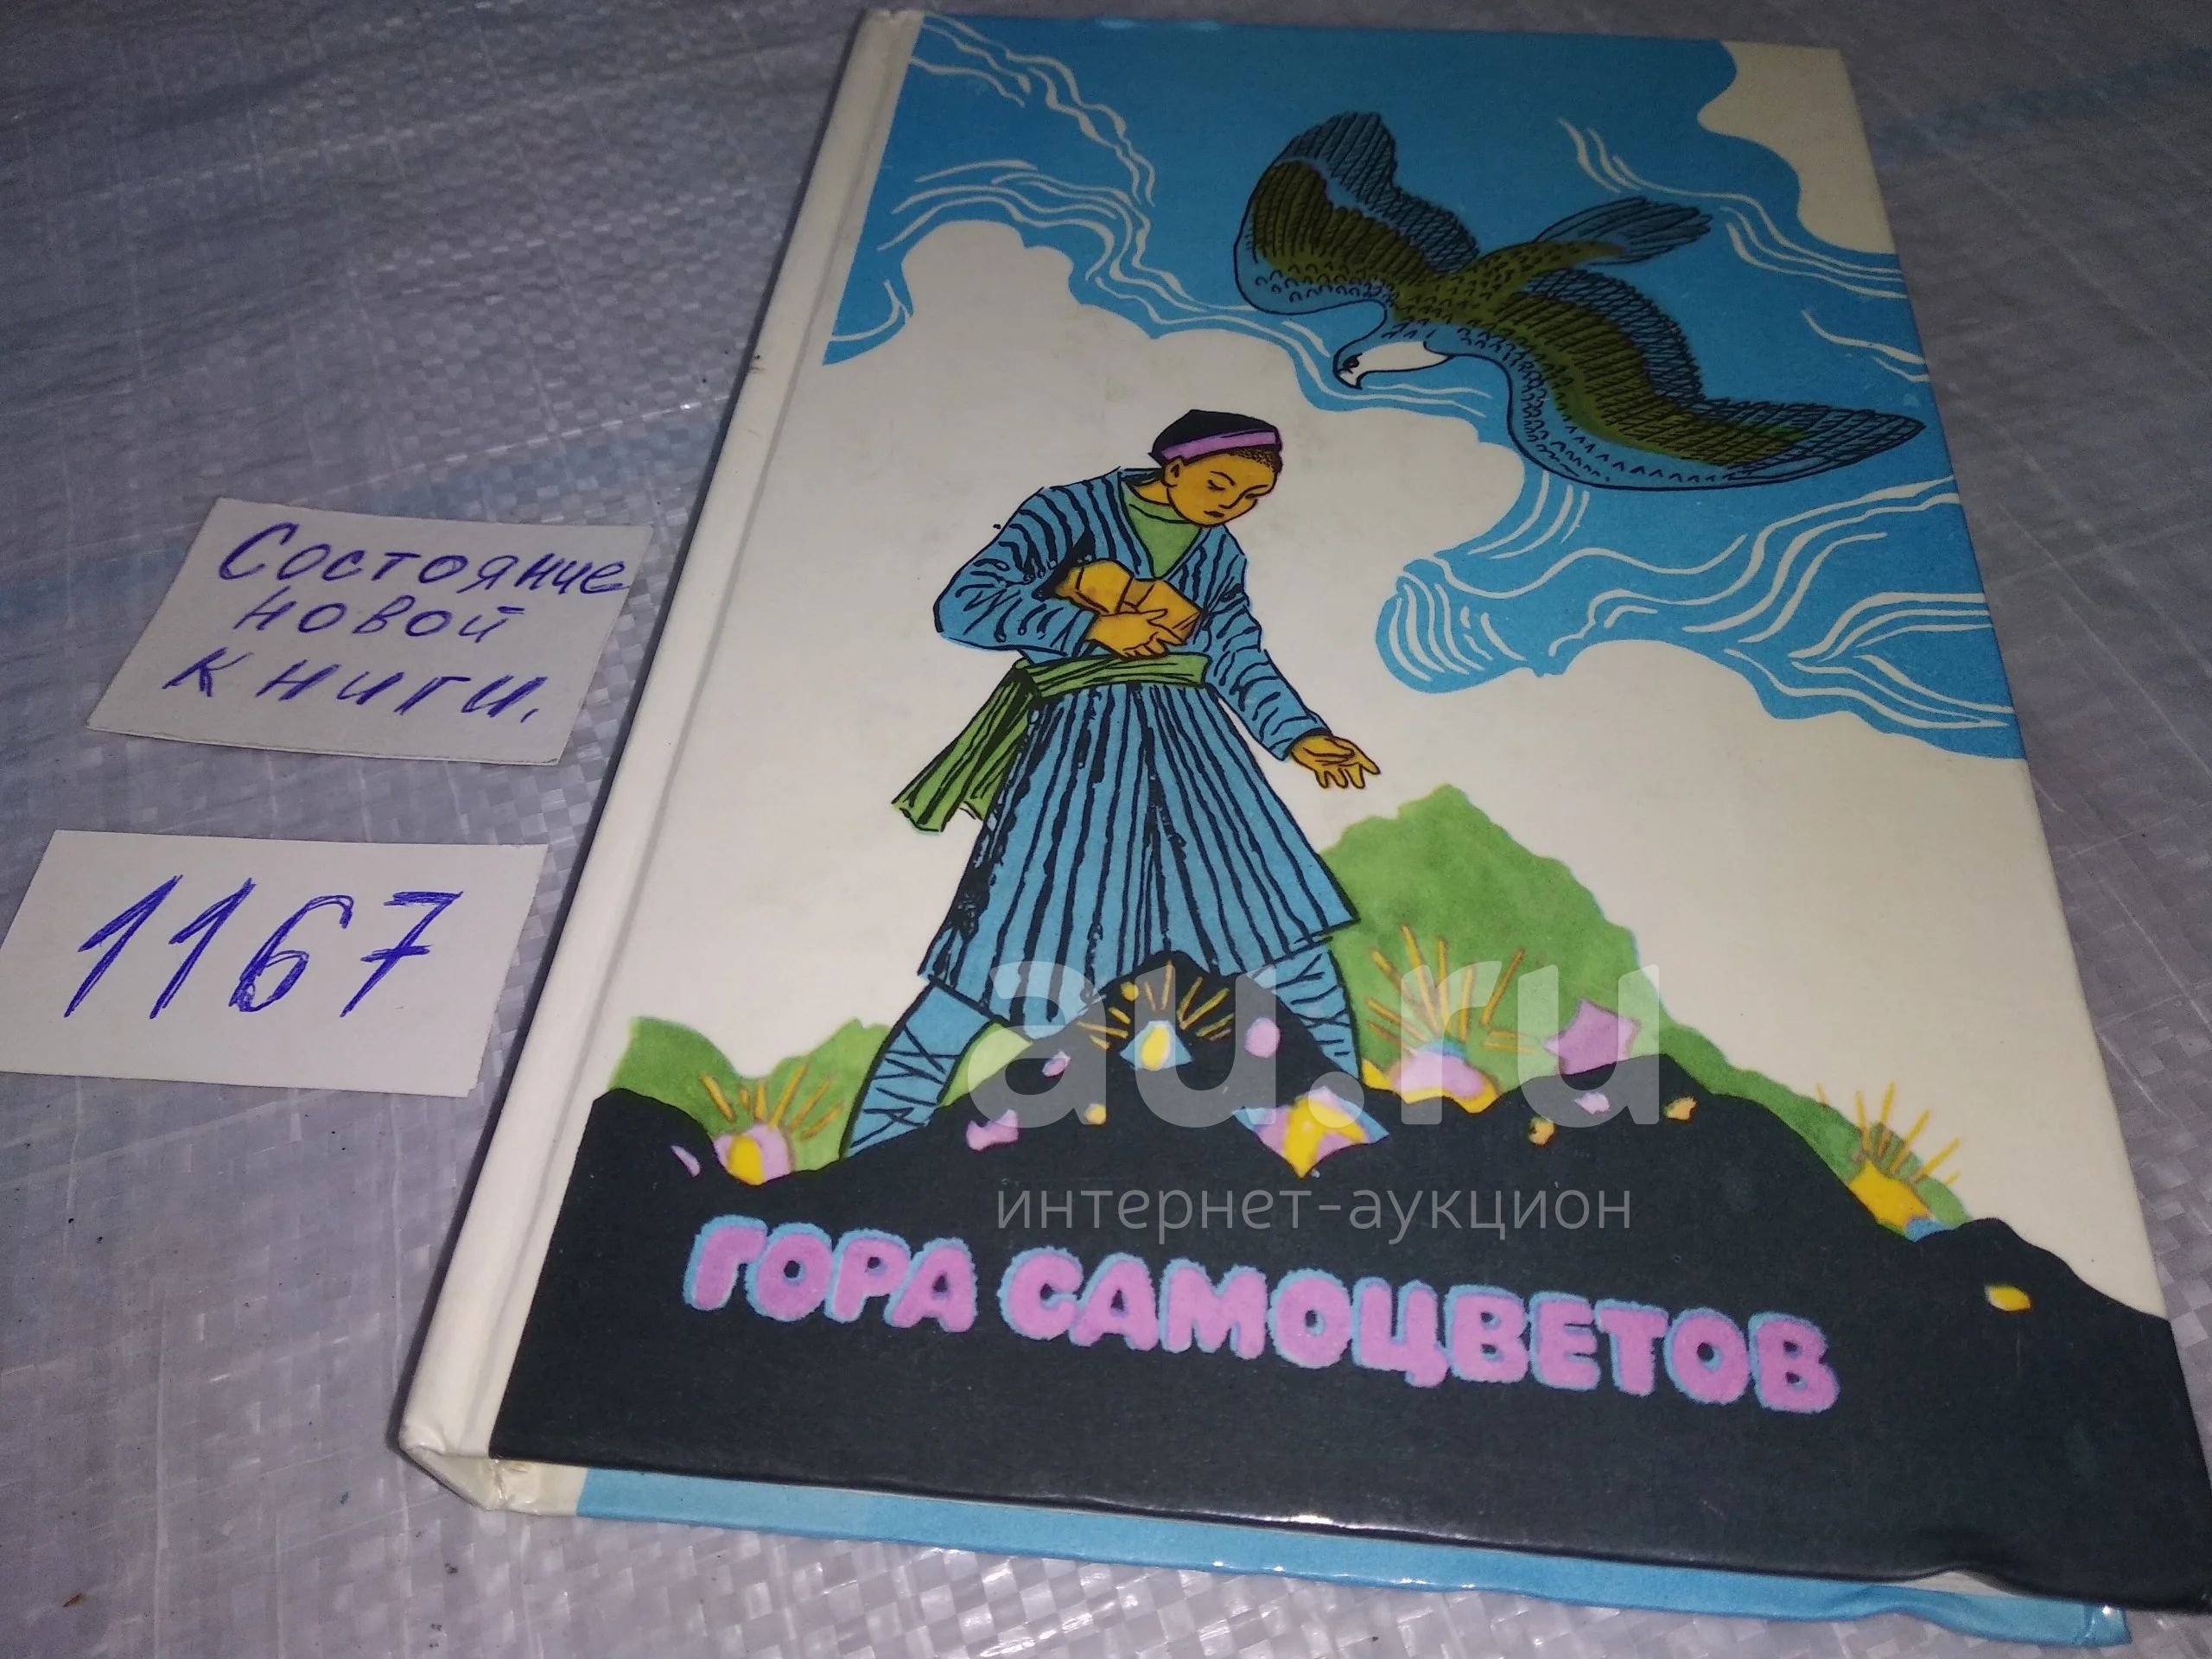 Состояние
новой
книги.
1167
au.ru
интернет-аукцион
ГОРА САМОЦВЕТОВ